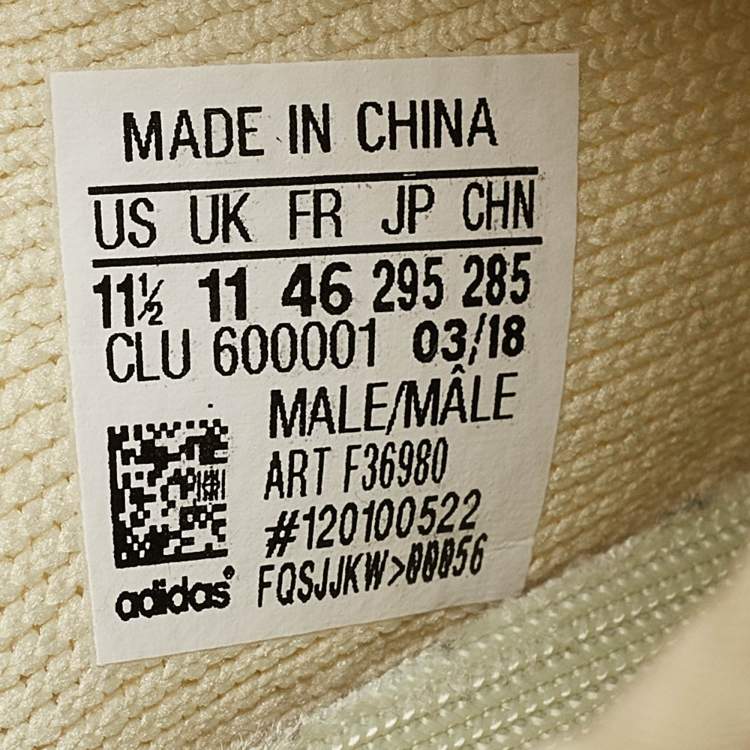 MADE IN CHINA
US UK FR JP CHN
11½ 11 46 295 285
CLU 600001 03/18
MALE/MÂLE
ART F36980
#120100522
FQSJJKW>00056
adidas®